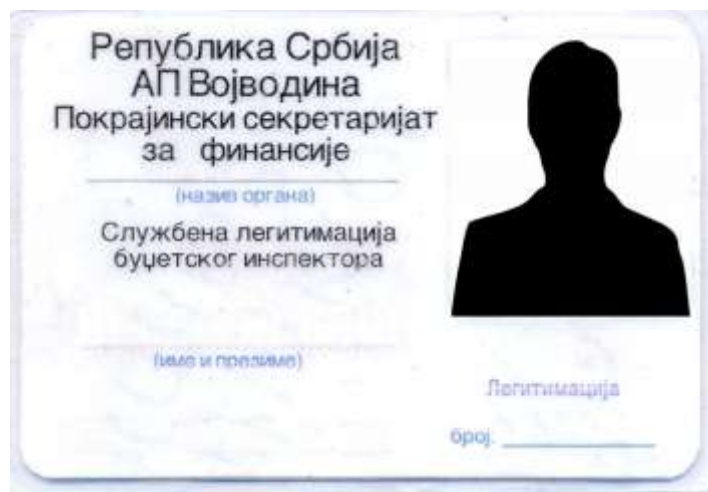 Република Србија
АП Војводина
Покрајински секретаријат
за финансије
(назив органа)
Службена легитимација
буџетског инспектора
(име и презиме)
Легитимација
број: